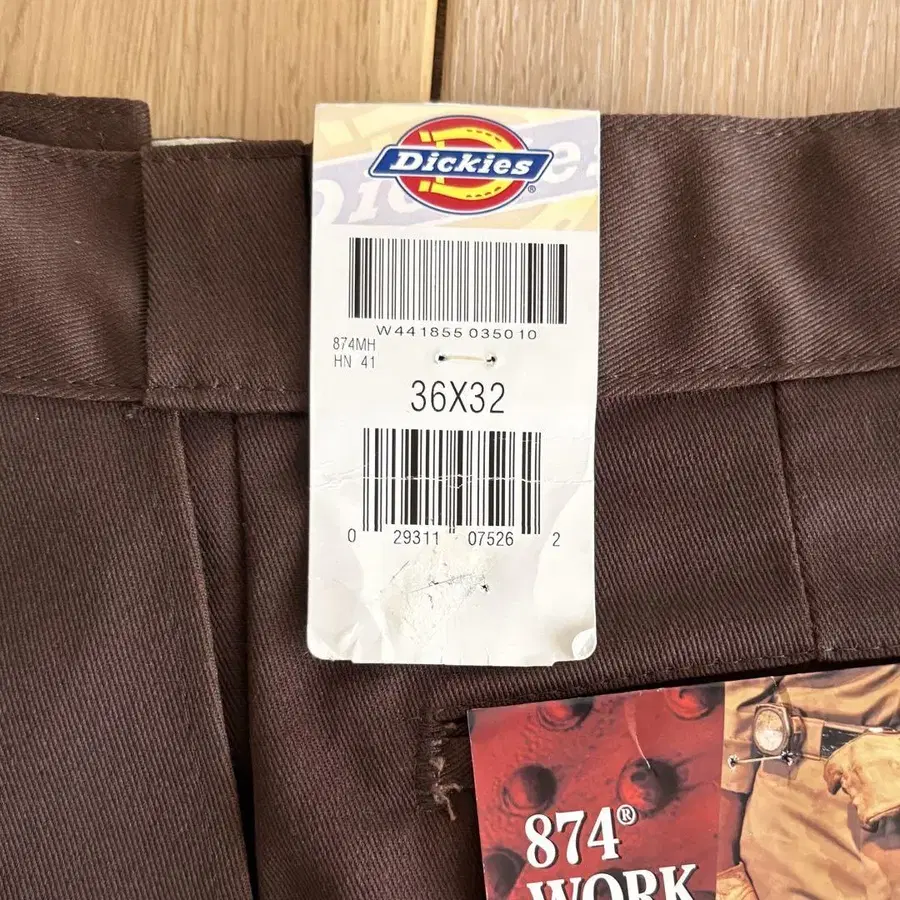 Dickies®
W441855 035010
874MH
HN 41
36X32
0 29311 07526 2
874®
WORK